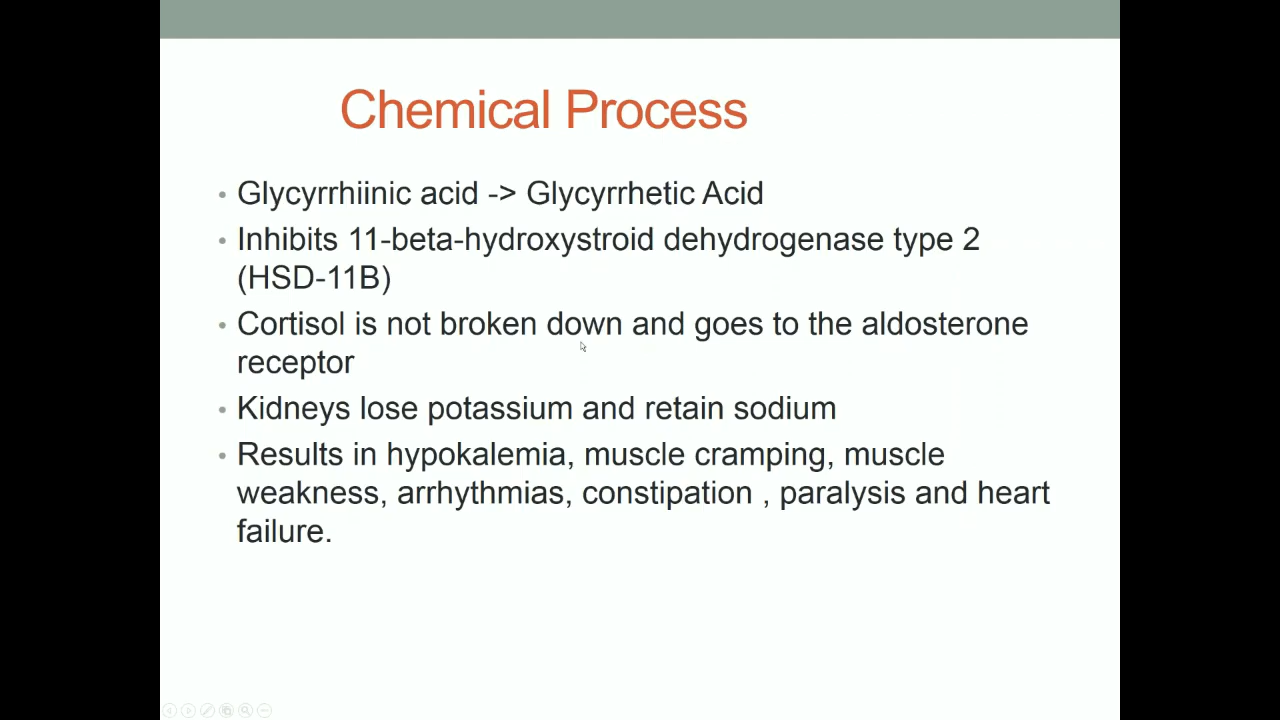 Chemical Process
• Glycyrrhiinic acid -> Glycyrrhetic Acid
• Inhibits 11-beta-hydroxystroid dehydrogenase type 2
(HSD-11B)
• Cortisol is not broken down and goes to the aldosterone
receptor
• Kidneys lose potassium and retain sodium
• Results in hypokalemia, muscle cramping, muscle
weakness, arrhythmias, constipation , paralysis and heart
failure.